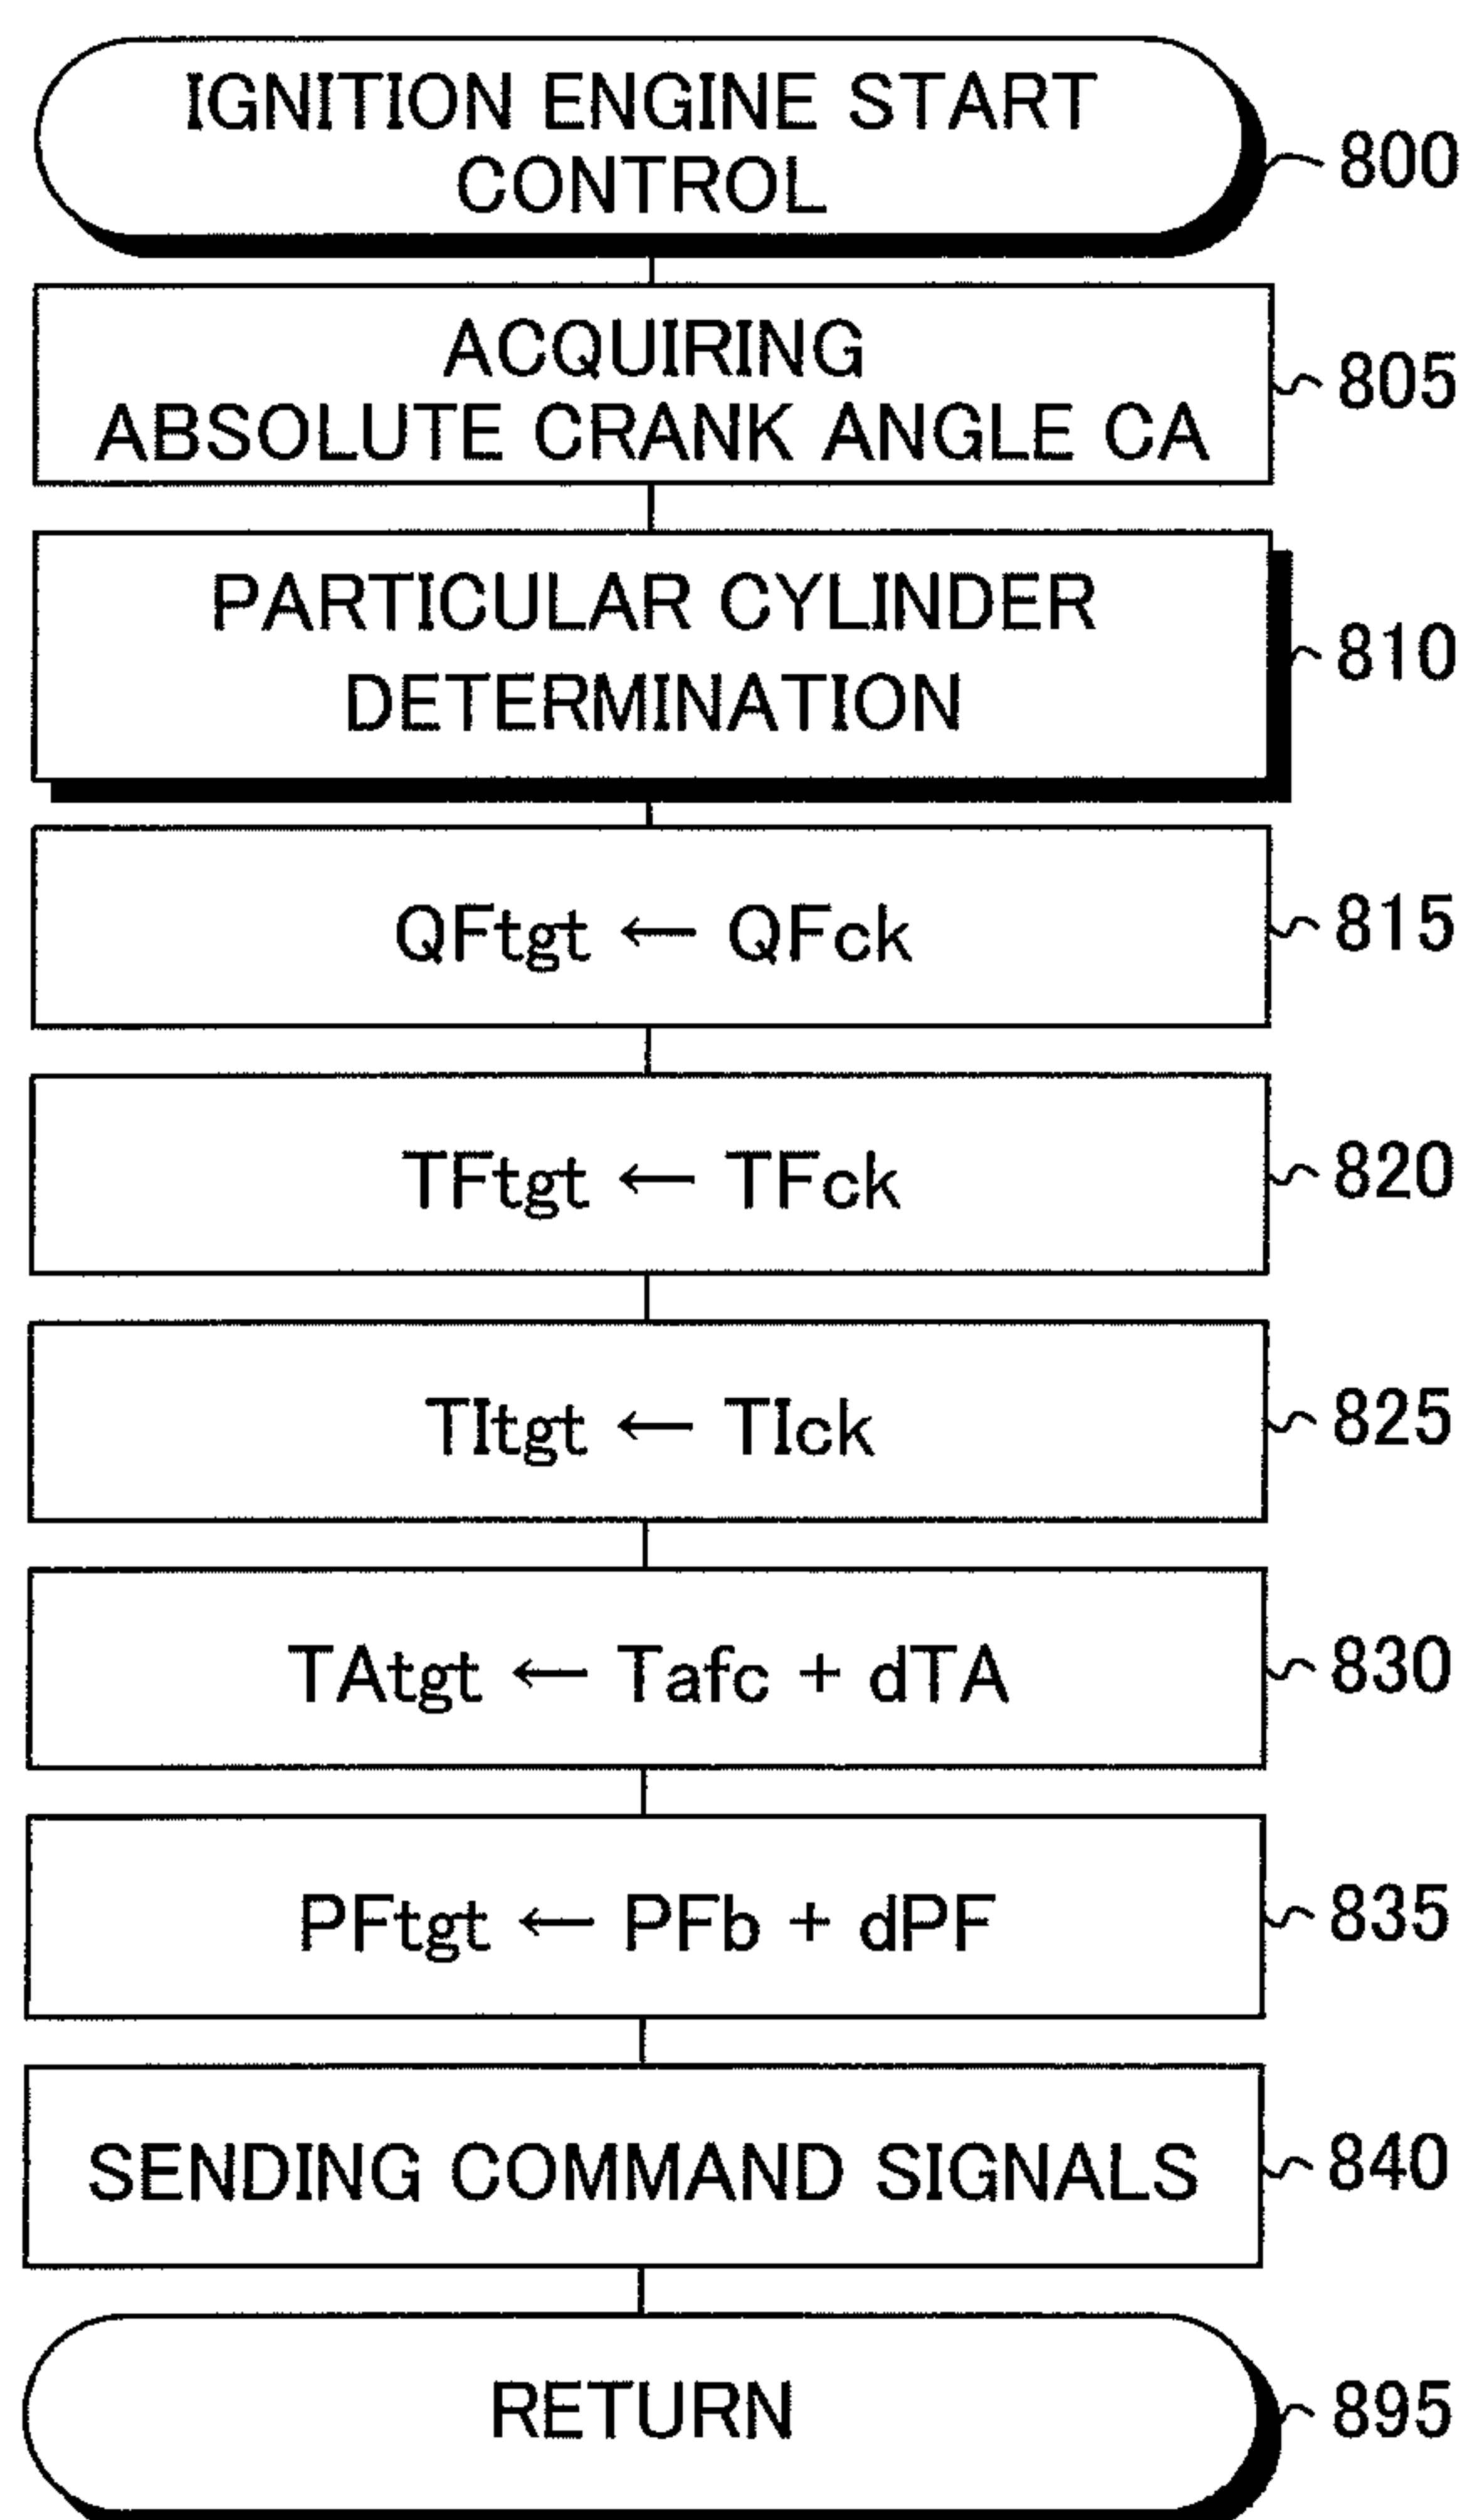 IGNITION ENGINE START
CONTROL
800
ACQUIRING
ABSOLUTE CRANK ANGLE CA
805
PARTICULAR CYLINDER
DETERMINATION
810
QFtgt ← QFck
815
TFtgt ← TFck
820
TItgt ← TIck
825
TAtgt ← Tafc + dTA
830
PFtgt ← PFb + dPF
835
SENDING COMMAND SIGNALS
840
RETURN
895